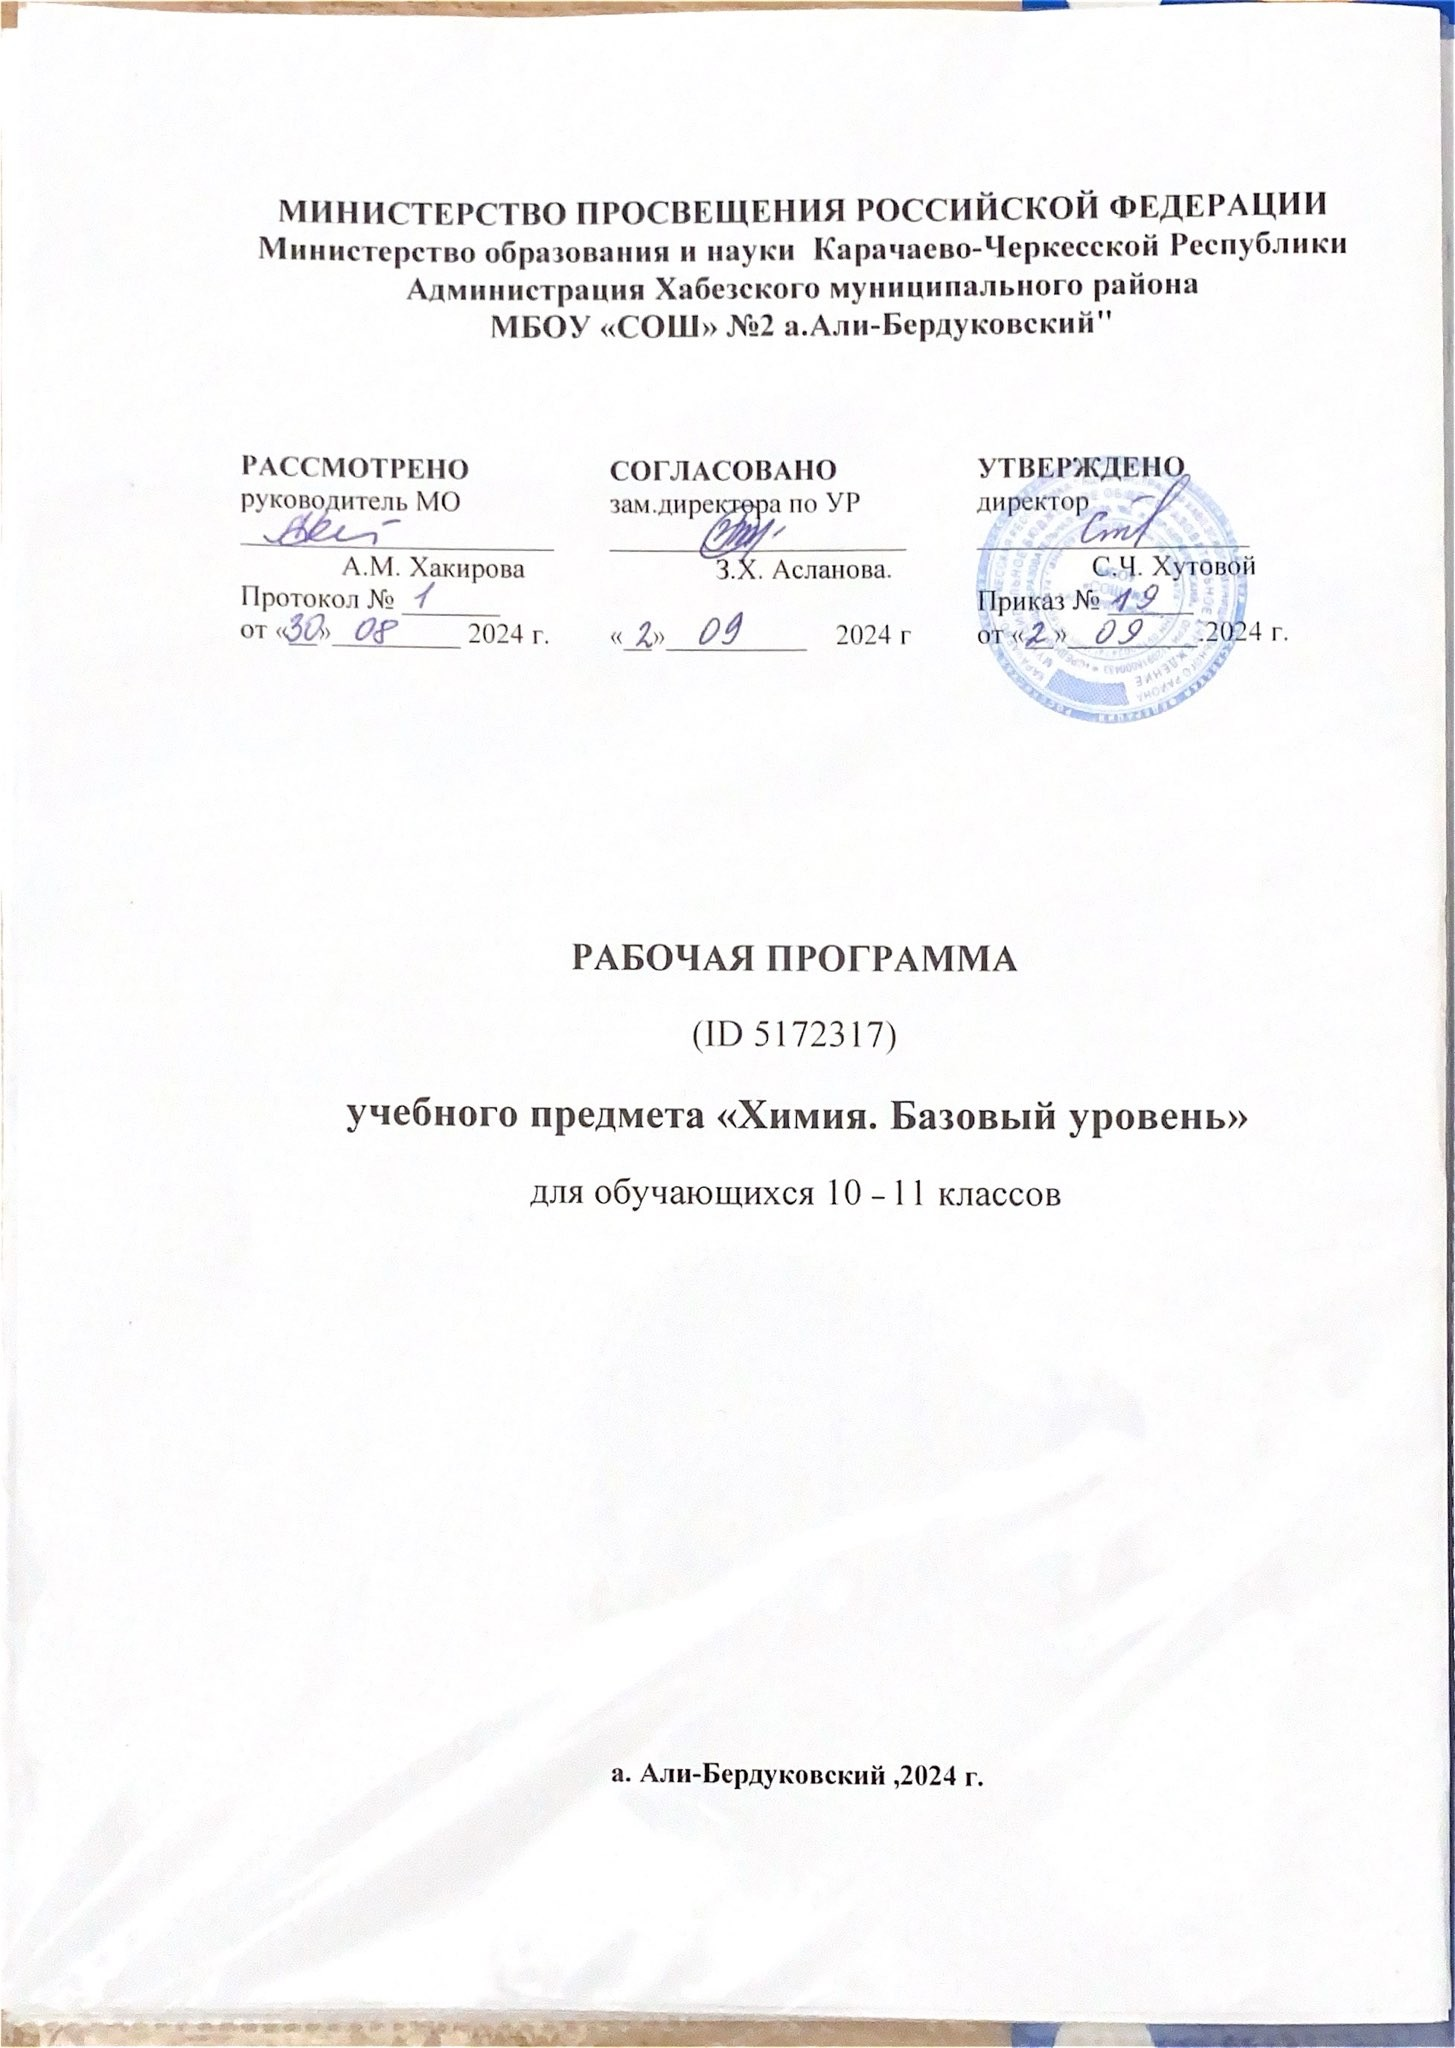 МИНИСТЕРСТВО ПРОСВЕЩЕНИЯ РОССИЙСКОЙ ФЕДЕРАЦИИ
Министерство образования и науки Карачаево-Черкесской Республики
Администрация Хабезского муниципального района
МБОУ «СОШ» №2 а.Али-Бердуковский"
РАССМОТРЕНО
руководитель МО
А.М. Хакирова
Протокол № 1
от «30» 08 2024 г.
СОГЛАСОВАНО
зам.директора по УР
З.Х. Асланова.
«2» 09 2024 г
УТВЕРЖДЕНО
директор
С.Ч. Хутовой
Приказ № 19
от «2» 09 .2024 г.
РАБОЧАЯ ПРОГРАММА
(ID 5172317)
учебного предмета «Химия. Базовый уровень»
для обучающихся 10 – 11 классов
а. Али-Бердуковский ,2024 г.